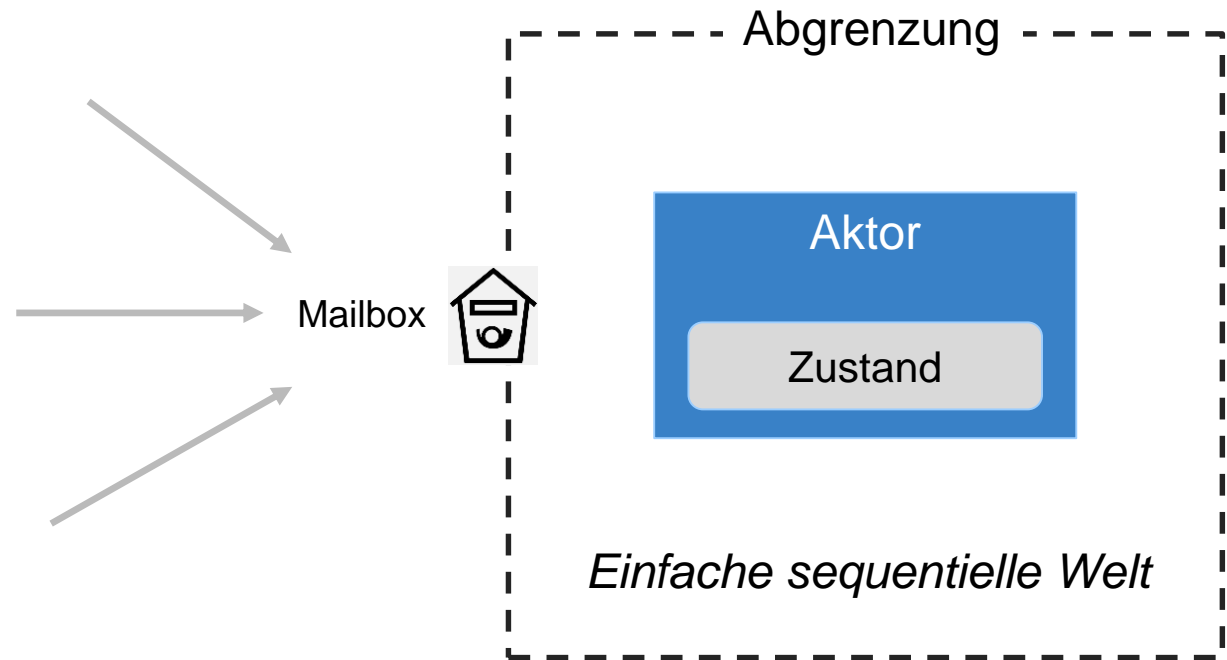 Abgrenzung
Aktor
Mailbox
Zustand
Einfache sequentielle Welt